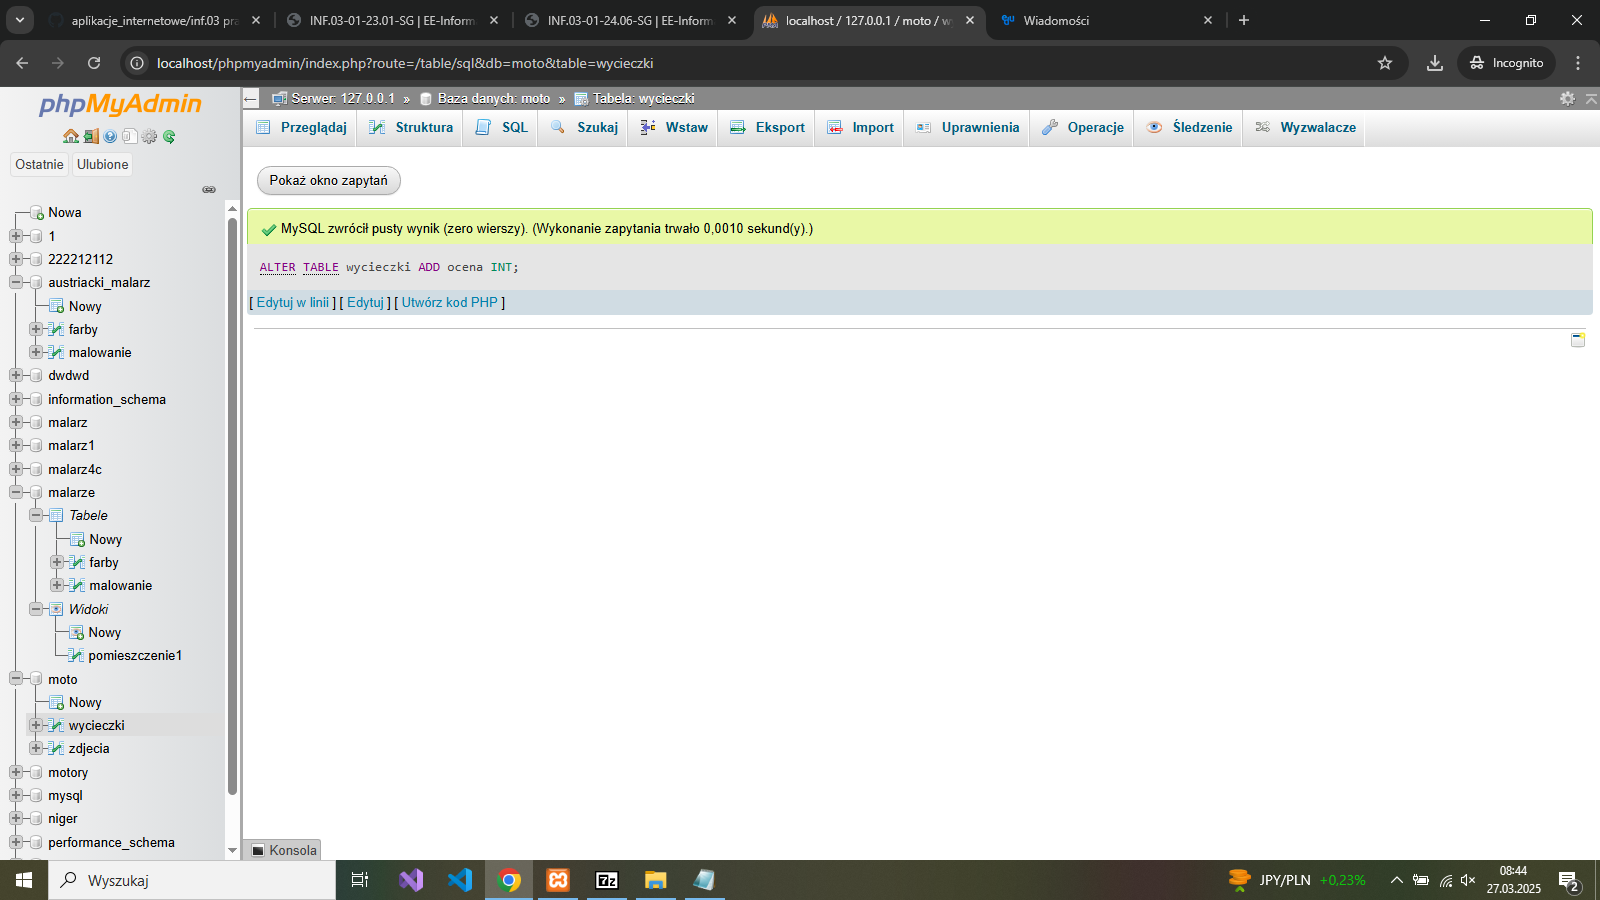 aplikacje_internetowe/inf.03 pra
INF.03-01-23.01-SG | EE-Inform
INF.03-01-24.06-SG | EE-Inform
localhost / 127.0.0.1 / moto / w
Wiadomości
localhost/phpmyadmin/index.php?route=/table/sql&db=moto&table=wycieczki
Incognito
phpMyAdmin
Ostatnie
Ulubione
Nowa
1
222212112
austriacki_malarz
Nowy
farby
malowanie
dwdwd
information_schema
malarz
malarz1
malarz4c
malarze
Tabele
Nowy
farby
malowanie
Widoki
Nowy
pomieszczenie1
moto
Nowy
wycieczki
zdjecia
motory
mysql
niger
performance_schema
Serwer: 127.0.0.1 » Baza danych: moto » Tabela: wycieczki
Przeglądaj
Struktura
SQL
Szukaj
Wstaw
Eksport
Import
Uprawnienia
Operacje
Śledzenie
Wyzwalacze
Pokaż okno zapytań
MySQL zwrócił pusty wynik (zero wierszy). (Wykonanie zapytania trwało 0,0010 sekund(y).)
ALTER TABLE wycieczki ADD ocena INT;
[ Edytuj w linii ] [ Edytuj ] [ Utwórz kod PHP ]
Konsola
Wyszukaj
7z
JPY/PLN +0,23%
08:44
27.03.2025
2